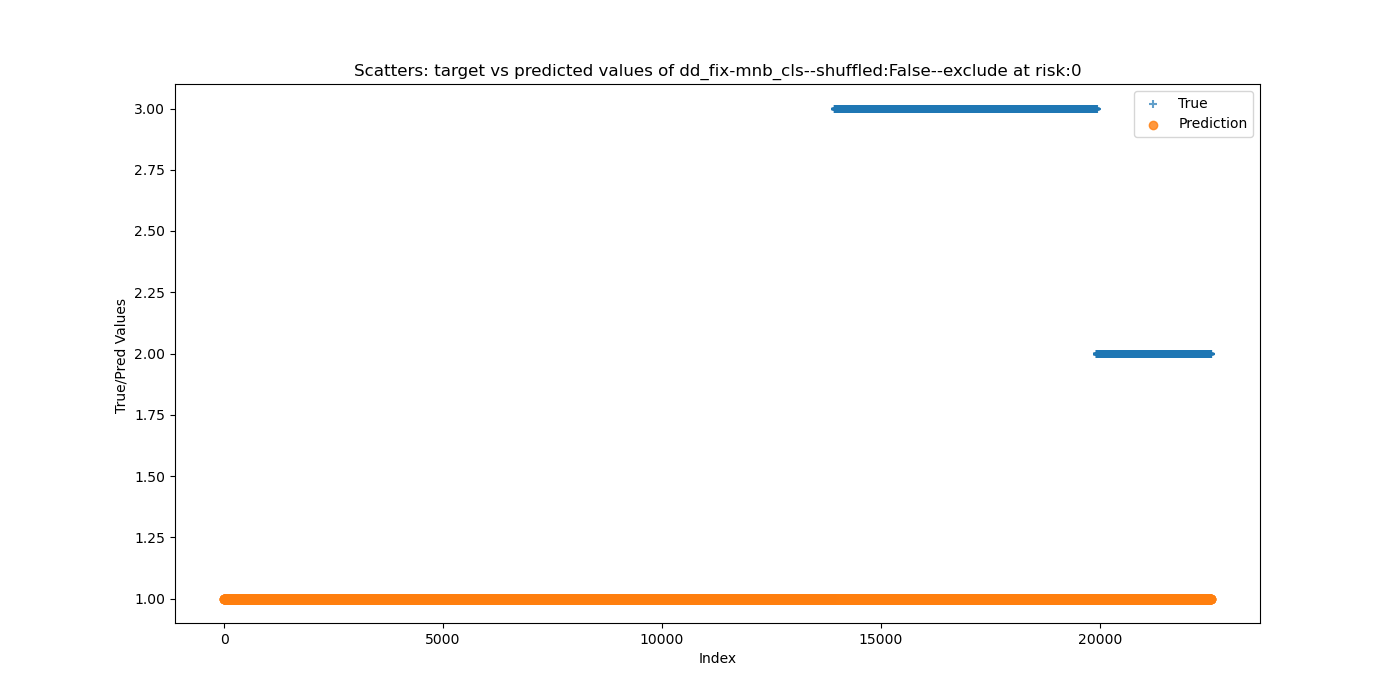 Scatters: target vs predicted values of dd_fix-mnb_cls--shuffled:False--exclude at risk:0
True
Prediction
3.00
2.75
2.50
2.25
2.00
1.75
1.50
1.25
1.00
True/Pred Values
0
5000
10000
15000
20000
Index